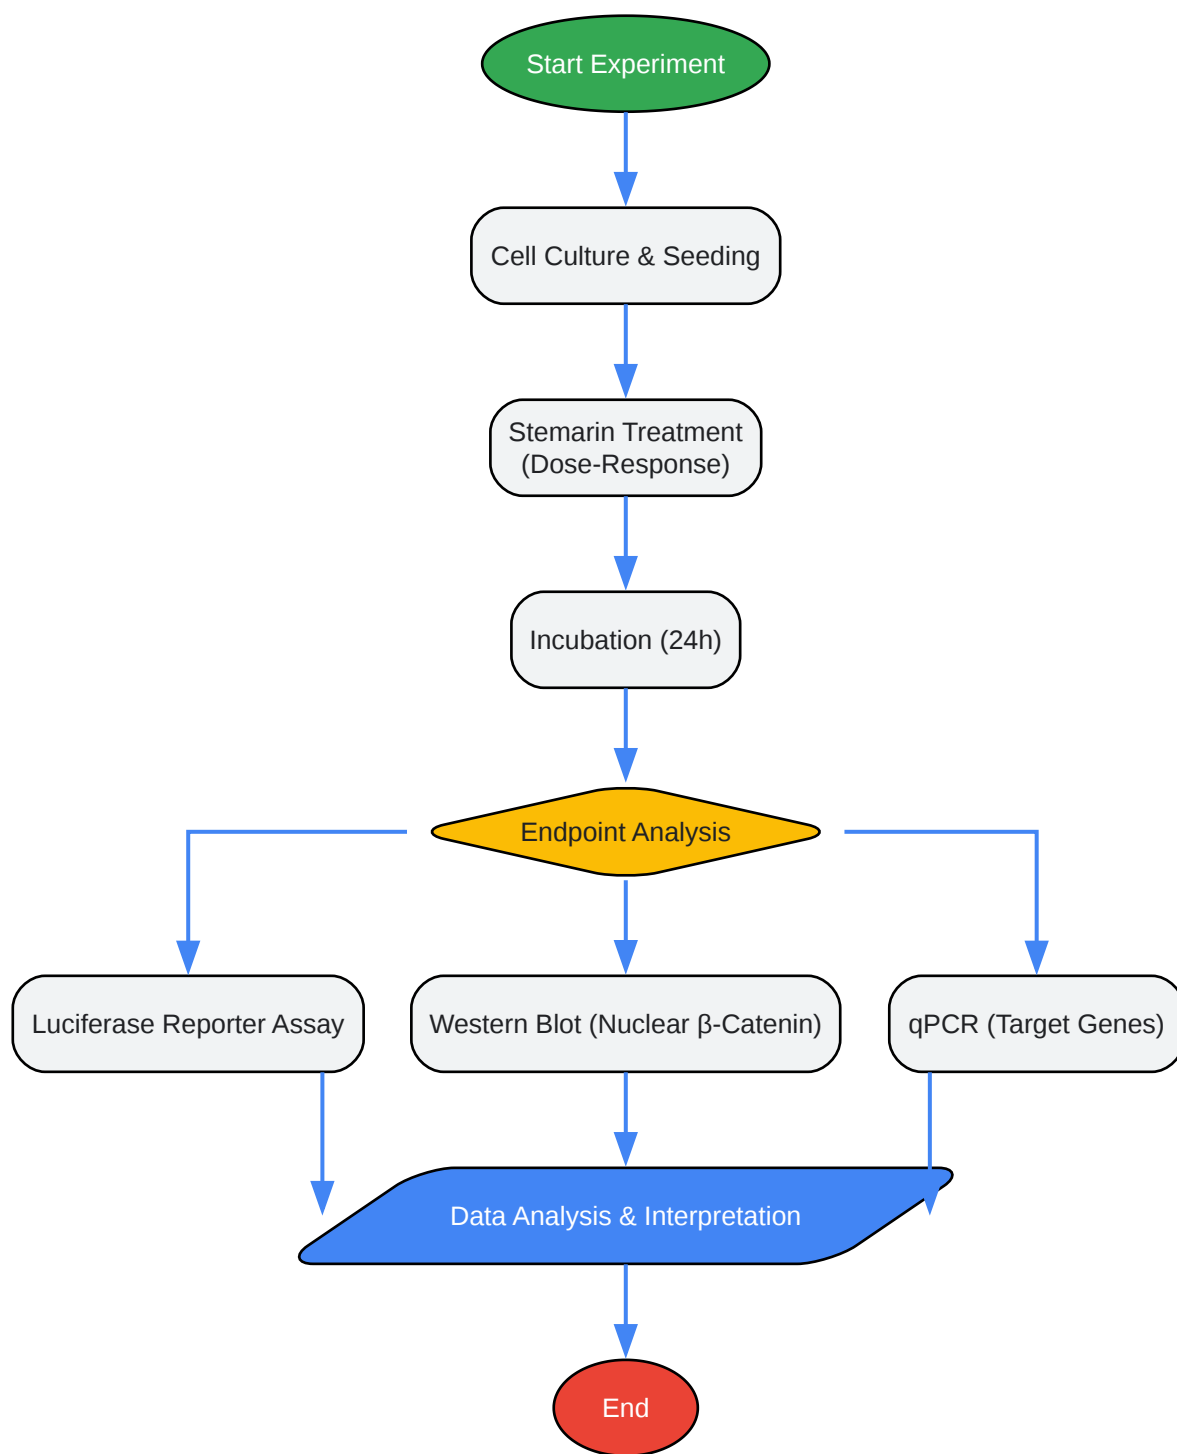 Start Experiment
Cell Culture & Seeding
Stemarin Treatment
(Dose-Response)
Incubation (24h)
Endpoint Analysis
Luciferase Reporter Assay
Western Blot (Nuclear β-Catenin)
qPCR (Target Genes)
Data Analysis & Interpretation
End